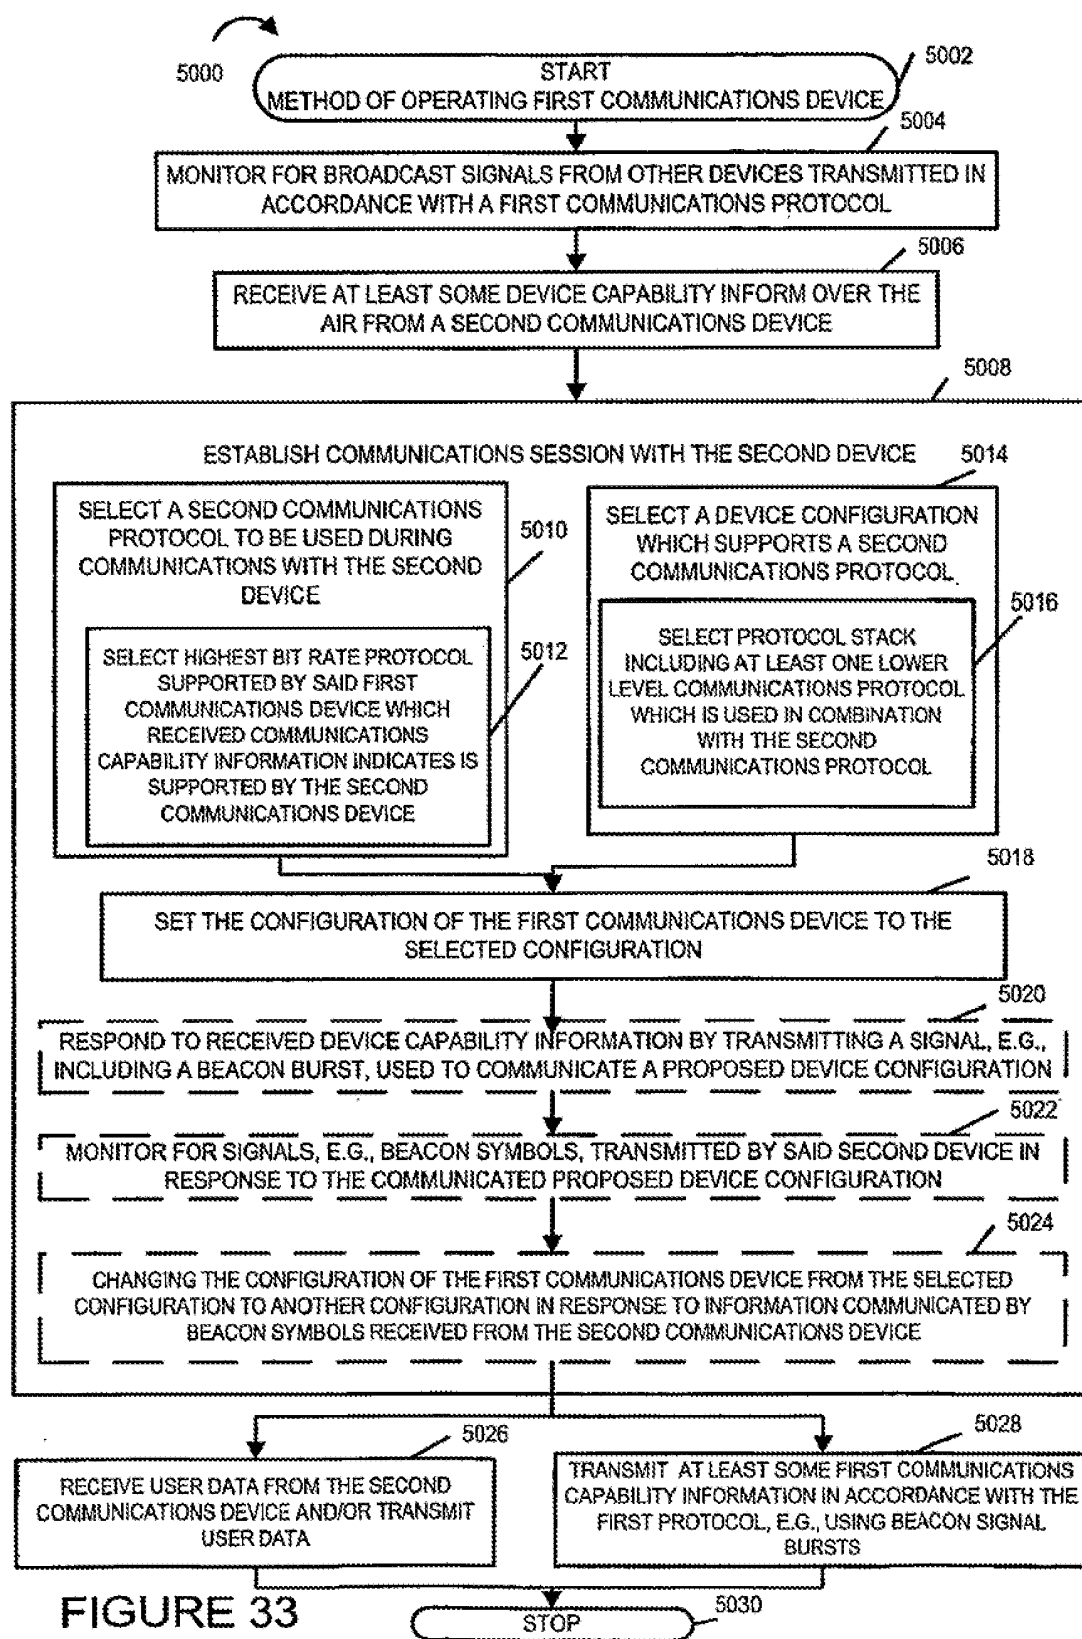 5000
START
METHOD OF OPERATING FIRST COMMUNICATIONS DEVICE
5002
5004
MONITOR FOR BROADCAST SIGNALS FROM OTHER DEVICES TRANSMITTED IN
ACCORDANCE WITH A FIRST COMMUNICATIONS PROTOCOL
5006
RECEIVE AT LEAST SOME DEVICE CAPABILITY INFORM OVER THE
AIR FROM A SECOND COMMUNICATIONS DEVICE
5008
ESTABLISH COMMUNICATIONS SESSION WITH THE SECOND DEVICE
SELECT A SECOND COMMUNICATIONS
PROTOCOL TO BE USED DURING
COMMUNICATIONS WITH THE SECOND
DEVICE
5010
SELECT HIGHEST BIT RATE PROTOCOL
SUPPORTED BY SAID FIRST
COMMUNICATIONS DEVICE WHICH
RECEIVED COMMUNICATIONS
CAPABILITY INFORMATION INDICATES IS
SUPPORTED BY THE SECOND
COMMUNICATIONS DEVICE
5012
5014
SELECT A DEVICE CONFIGURATION
WHICH SUPPORTS A SECOND
COMMUNICATIONS PROTOCOL
5016
SELECT PROTOCOL STACK
INCLUDING AT LEAST ONE LOWER
LEVEL COMMUNICATIONS PROTOCOL
WHICH IS USED IN COMBINATION
WITH THE SECOND
COMMUNICATIONS PROTOCOL
5018
SET THE CONFIGURATION OF THE FIRST COMMUNICATIONS DEVICE TO THE
SELECTED CONFIGURATION
5020
RESPOND TO RECEIVED DEVICE CAPABILITY INFORMATION BY TRANSMITTING A SIGNAL, E.G.,
INCLUDING A BEACON BURST, USED TO COMMUNICATE A PROPOSED DEVICE CONFIGURATION
5022
MONITOR FOR SIGNALS, E.G., BEACON SYMBOLS, TRANSMITTED BY SAID SECOND DEVICE IN
RESPONSE TO THE COMMUNICATED PROPOSED DEVICE CONFIGURATION
5024
CHANGING THE CONFIGURATION OF THE FIRST COMMUNICATIONS DEVICE FROM THE SELECTED
CONFIGURATION TO ANOTHER CONFIGURATION IN RESPONSE TO INFORMATION COMMUNICATED BY
BEACON SYMBOLS RECEIVED FROM THE SECOND COMMUNICATIONS DEVICE
5026
RECEIVE USER DATA FROM THE SECOND
COMMUNICATIONS DEVICE AND/OR TRANSMIT
USER DATA
5028
TRANSMIT AT LEAST SOME FIRST COMMUNICATIONS
CAPABILITY INFORMATION IN ACCORDANCE WITH THE
FIRST PROTOCOL, E.G., USING BEACON SIGNAL
BURSTS
FIGURE 33
STOP
5030